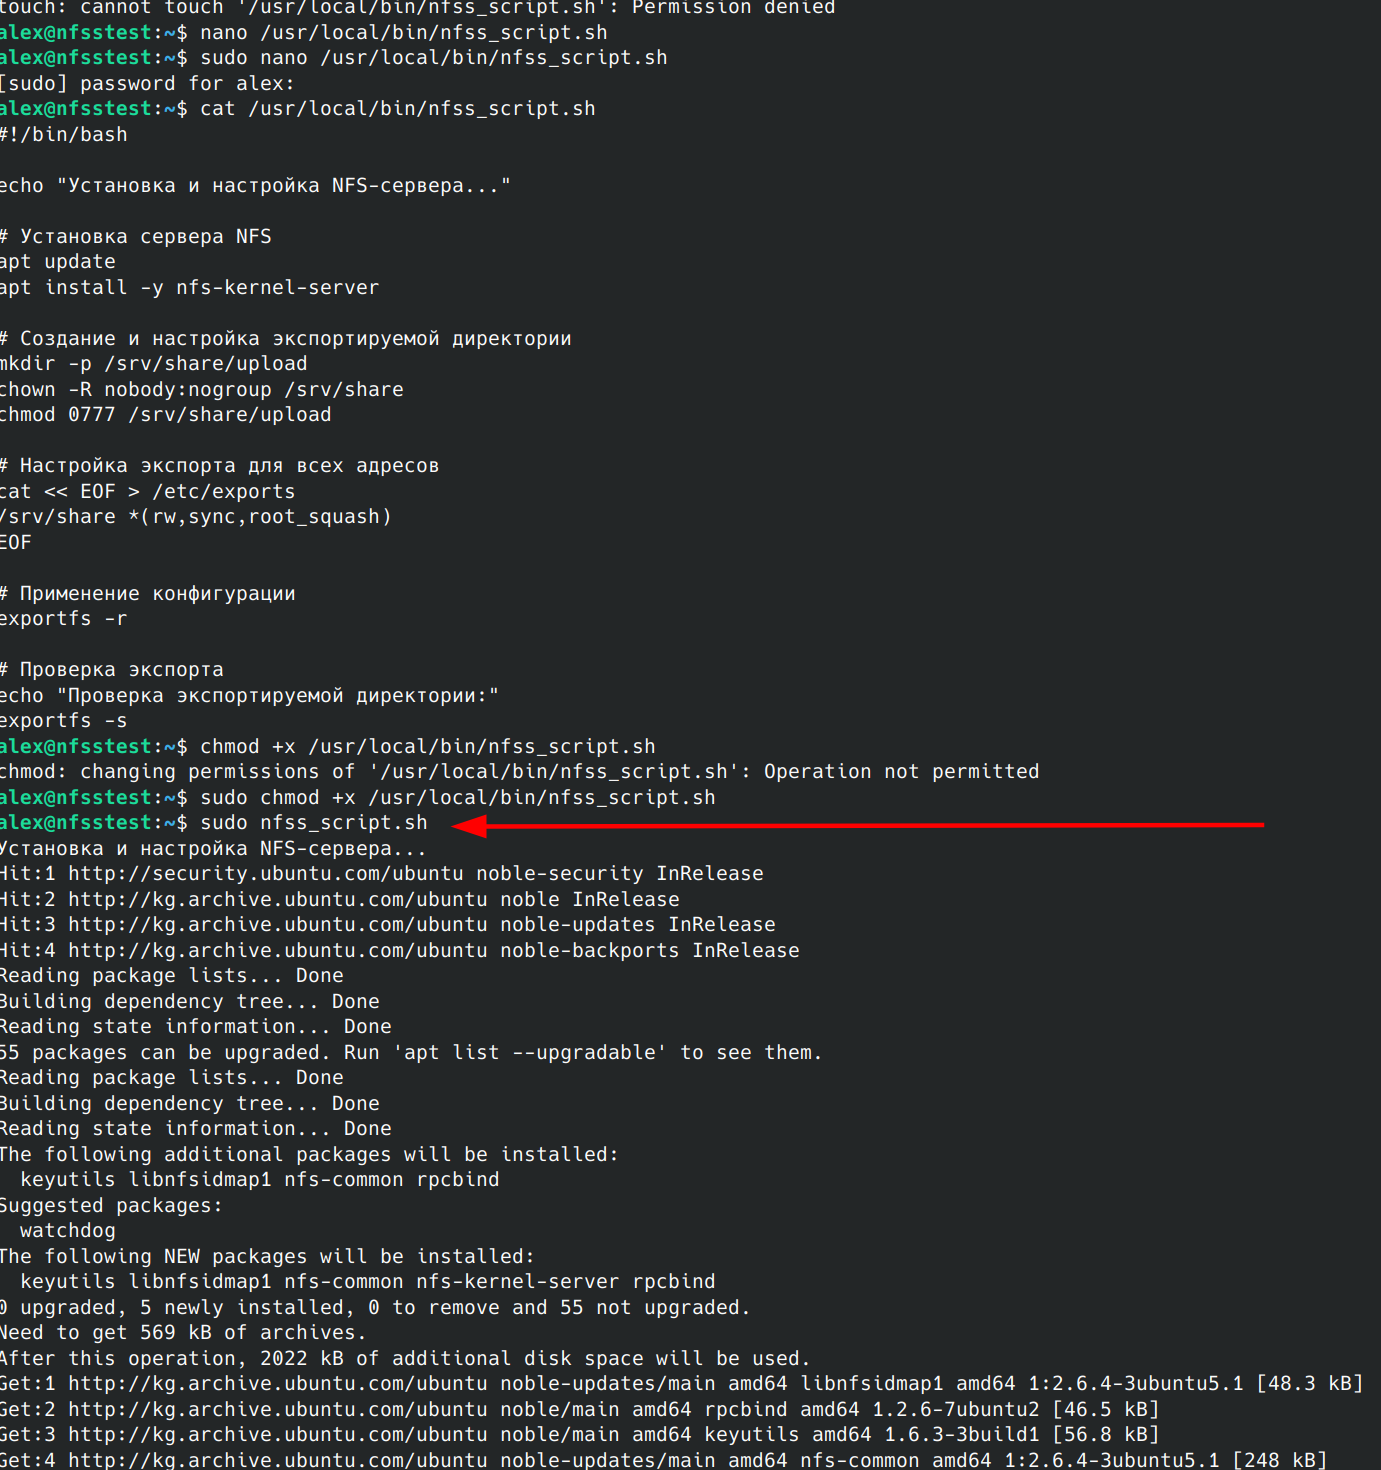 touch: cannot touch '/usr/local/bin/nfss_script.sh': Permission denied
alex@nfsstest:~$ nano /usr/local/bin/nfss_script.sh
alex@nfsstest:~$ sudo nano /usr/local/bin/nfss_script.sh
[sudo] password for alex:
alex@nfsstest:~$ cat /usr/local/bin/nfss_script.sh
#!/bin/bash
echo "Установка и настройка NFS-сервера..."
# Установка сервера NFS
apt update
apt install -y nfs-kernel-server
# Создание и настройка экспортируемой директории
mkdir -p /srv/share/upload
chown -R nobody:nogroup /srv/share
chmod 0777 /srv/share/upload
# Настройка экспорта для всех адресов
cat << EOF > /etc/exports
/srv/share *(rw,sync,root_squash)
EOF
# Применение конфигурации
exportfs -r
# Проверка экспорта
echo "Проверка экспортируемой директории:"
exportfs -s
alex@nfsstest:~$ chmod +x /usr/local/bin/nfss_script.sh
chmod: changing permissions of '/usr/local/bin/nfss_script.sh': Operation not permitted
alex@nfsstest:~$ sudo chmod +x /usr/local/bin/nfss_script.sh
alex@nfsstest:~$ sudo nfss_script.sh
Установка и настройка NFS-сервера...
Hit:1 http://security.ubuntu.com/ubuntu noble-security InRelease
Hit:2 http://kg.archive.ubuntu.com/ubuntu noble InRelease
Hit:3 http://kg.archive.ubuntu.com/ubuntu noble-updates InRelease
Hit:4 http://kg.archive.ubuntu.com/ubuntu noble-backports InRelease
Reading package lists... Done
Building dependency tree... Done
Reading state information... Done
55 packages can be upgraded. Run 'apt list --upgradable' to see them.
Reading package lists... Done
Building dependency tree... Done
Reading state information... Done
The following additional packages will be installed:
keyutils libnfsidmap1 nfs-common rpcbind
Suggested packages:
watchdog
The following NEW packages will be installed:
keyutils libnfsidmap1 nfs-common nfs-kernel-server rpcbind
0 upgraded, 5 newly installed, 0 to remove and 55 not upgraded.
Need to get 569 kB of archives.
After this operation, 2022 kB of additional disk space will be used.
Get:1 http://kg.archive.ubuntu.com/ubuntu noble-updates/main amd64 libnfsidmap1 amd64 1:2.6.4-3ubuntu5.1 [48.3 kB]
Get:2 http://kg.archive.ubuntu.com/ubuntu noble/main amd64 rpcbind amd64 1.2.6-7ubuntu2 [46.5 kB]
Get:3 http://kg.archive.ubuntu.com/ubuntu noble/main amd64 keyutils amd64 1.6.3-3build1 [56.8 kB]
Get:4 http://kg.archive.ubuntu.com/ubuntu noble-updates/main amd64 nfs-common amd64 1:2.6.4-3ubuntu5.1 [248 kB]